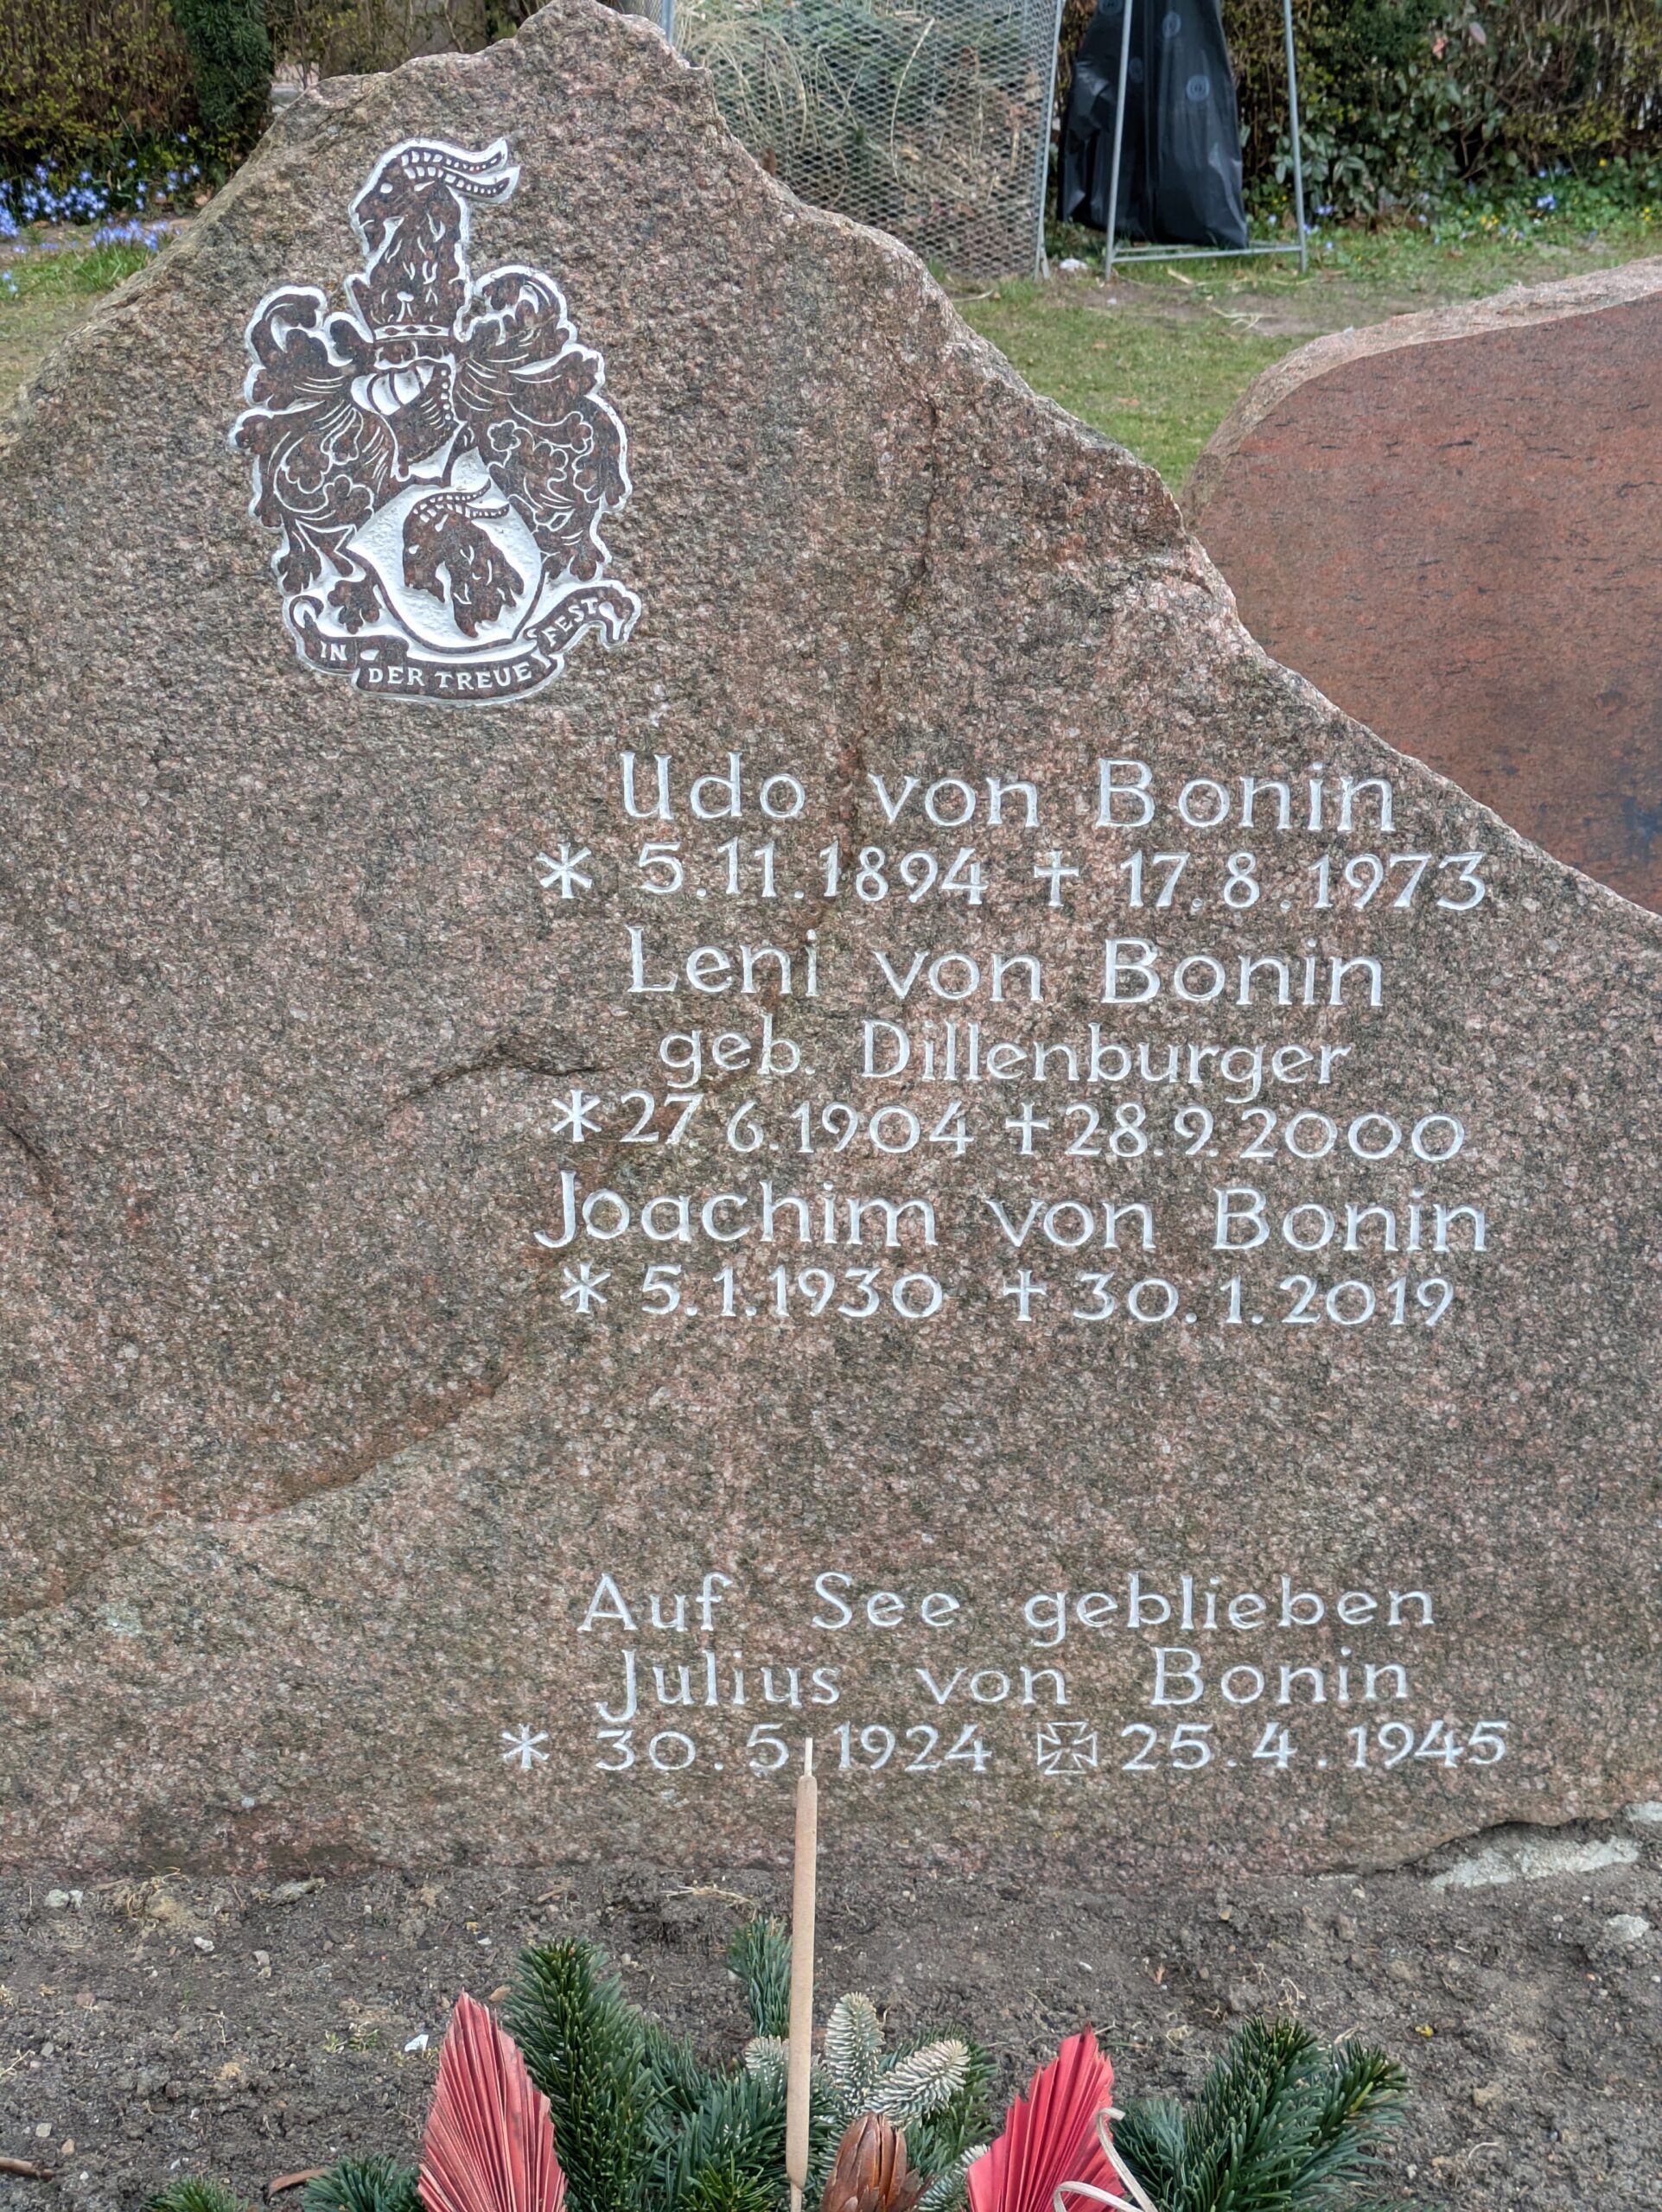 IN DER TREUE FEST
Udo von Bonin
* 5.11.1894 † 17.8.1973
Leni von Bonin
geb. Dillenburger
* 27.6.1904 † 28.9.2000
Joachim von Bonin
* 5.1.1930 † 30.1.2019
Auf See geblieben
Julius von Bonin
* 30.5.1924 ✠ 25.4.1945